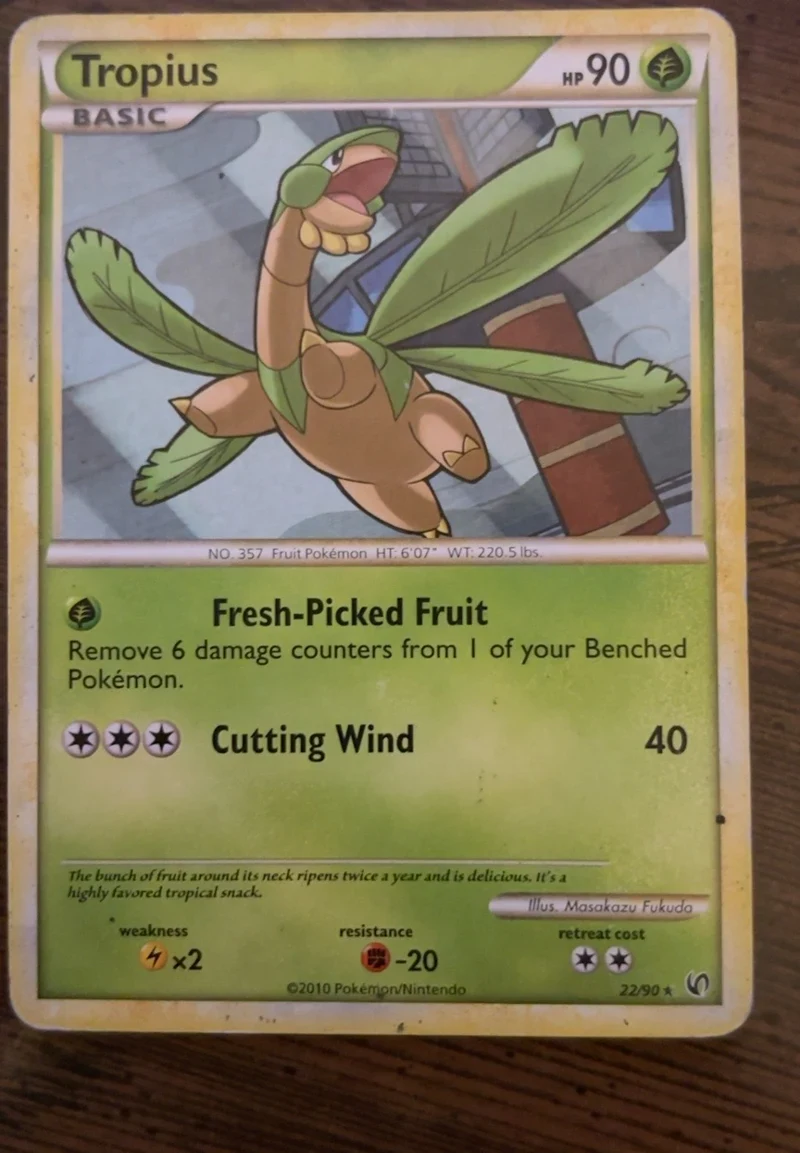 Tropius
HP 90
BASIC
NO. 357 Fruit Pokémon HT: 6'07" WT: 220.5 lbs.
Fresh-Picked Fruit
Remove 6 damage counters from 1 of your Benched
Pokémon.
Cutting Wind 40
The bunch of fruit around its neck ripens twice a year and is delicious. It's a
highly favored tropical snack.
Illus. Masakazu Fukuda
weakness resistance retreat cost
×2 -20
©2010 Pokémon/Nintendo 22/90 ★